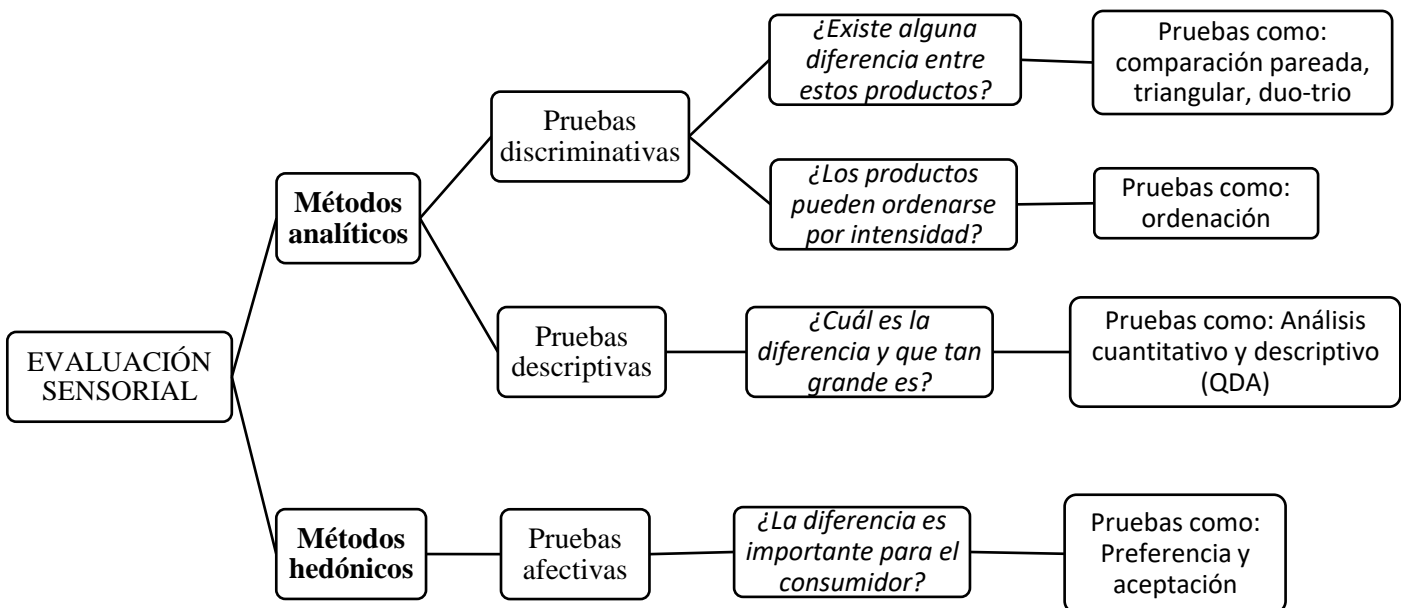 ¿Existe alguna
diferencia entre
estos productos?
Pruebas como:
comparación pareada,
triangular, duo-trio
Pruebas
discriminativas
¿Los productos
pueden ordenarse
por intensidad?
Pruebas como:
ordenación
Métodos
analíticos
Pruebas
descriptivas
¿Cuál es la
diferencia y que tan
grande es?
Pruebas como: Análisis
cuantitativo y descriptivo
(QDA)
EVALUACIÓN
SENSORIAL
Métodos
hedónicos
Pruebas
afectivas
¿La diferencia es
importante para el
consumidor?
Pruebas como:
Preferencia y
aceptación